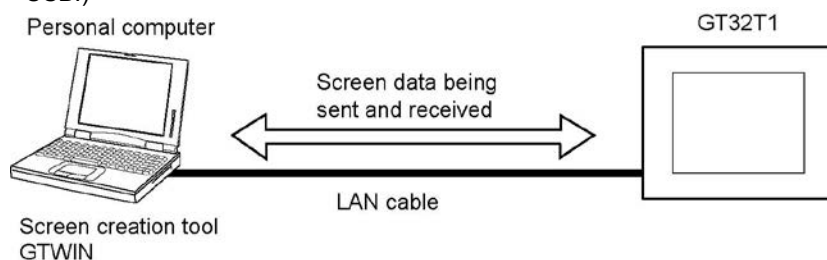 Personal computer
GT32T1
Screen data being
sent and received
LAN cable
Screen creation tool
GTWIN